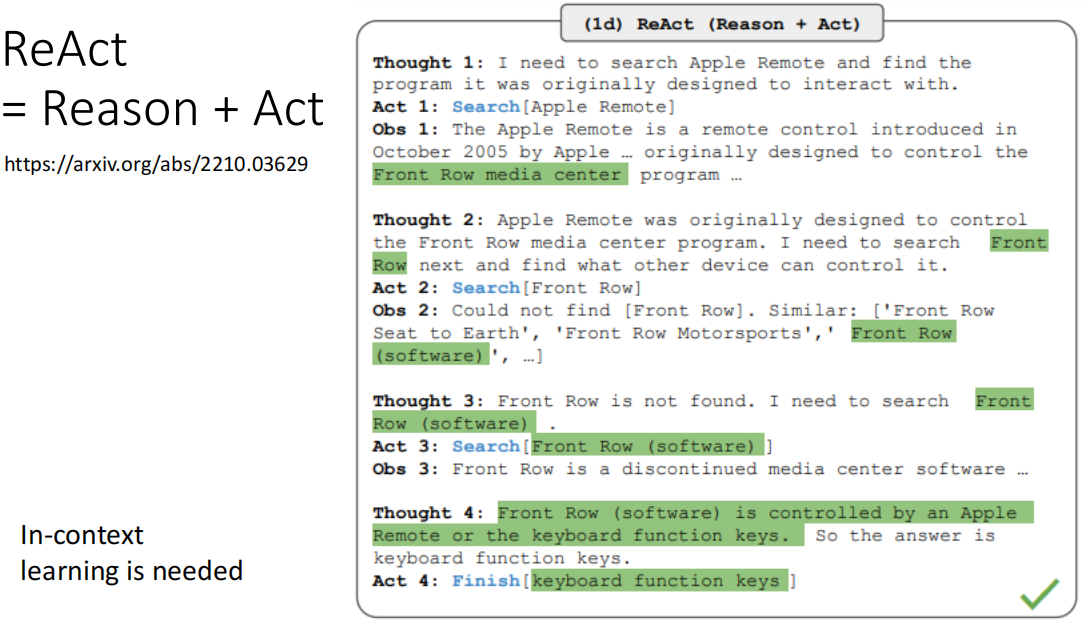 ReAct
= Reason + Act
https://arxiv.org/abs/2210.03629
In-context
learning is needed
(1d) ReAct (Reason + Act)
Thought 1: I need to search Apple Remote and find the
program it was originally designed to interact with.
Act 1: Search[Apple Remote]
Obs 1: The Apple Remote is a remote control introduced in
October 2005 by Apple … originally designed to control the
Front Row media center program …
Thought 2: Apple Remote was originally designed to control
the Front Row media center program. I need to search Front
Row next and find what other device can control it.
Act 2: Search[Front Row]
Obs 2: Could not find [Front Row]. Similar: ['Front Row
Seat to Earth', 'Front Row Motorsports',' Front Row
(software)', …]
Thought 3: Front Row is not found. I need to search Front
Row (software) .
Act 3: Search[Front Row (software) ]
Obs 3: Front Row is a discontinued media center software …
Thought 4: Front Row (software) is controlled by an Apple
Remote or the keyboard function keys. So the answer is
keyboard function keys.
Act 4: Finish[keyboard function keys ]